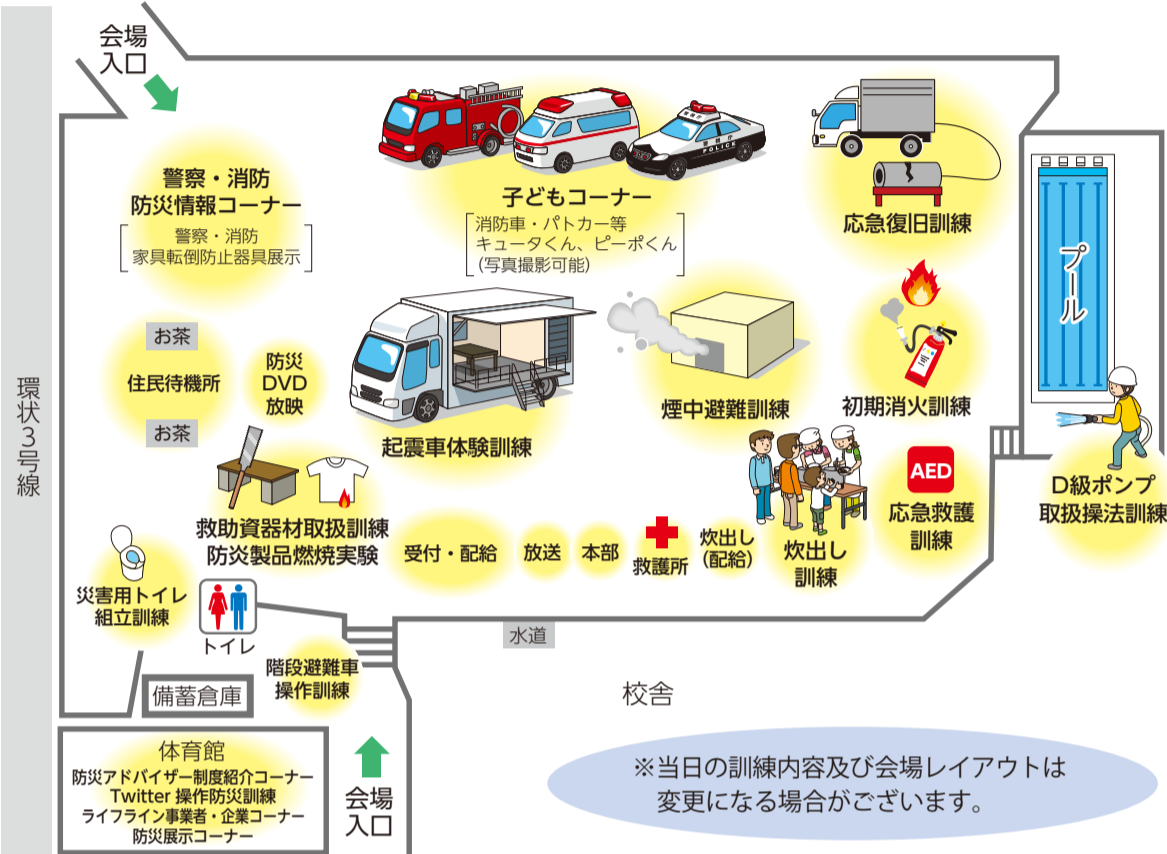 会場
入口
警察・消防
防災情報コーナー
警察・消防
家具転倒防止器具展示
警視庁
POLICE
子どもコーナー
消防車・パトカー等
キュータくん、ピーポくん
(写真撮影可能)
応急復旧訓練
プール
お茶
住民待機所
お茶
防災
DVD
放映
起震車体験訓練
煙中避難訓練
初期消火訓練
環状3号線
救助資器材取扱訓練
防炎製品燃焼実験
受付・配給
放送
本部
救護所
炊出し
(配給)
炊出し
訓練
AED
応急救護
訓練
D級ポンプ
取扱操法訓練
災害用トイレ
組立訓練
トイレ
水道
階段避難車
操作訓練
備蓄倉庫
校舎
体育館
防災アドバイザー制度紹介コーナー
Twitter 操作防災訓練
ライフライン事業者・企業コーナー
防災展示コーナー
会場
入口
※当日の訓練内容及び会場レイアウトは
変更になる場合がございます。